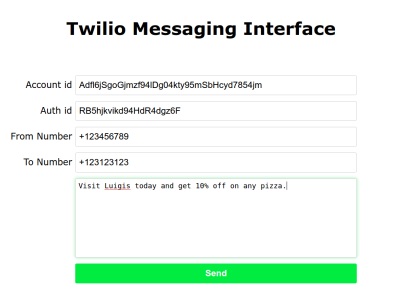 Twilio Messaging Interface
Account id Adfl6jSgoGjmzf94lDg04kty95mSbHcyd7854jm
Auth id RB5hjkvikd94HdR4dgz6F
From Number +123456789
To Number +123123123
Visit Luigis today and get 10% off on any pizza.
Send